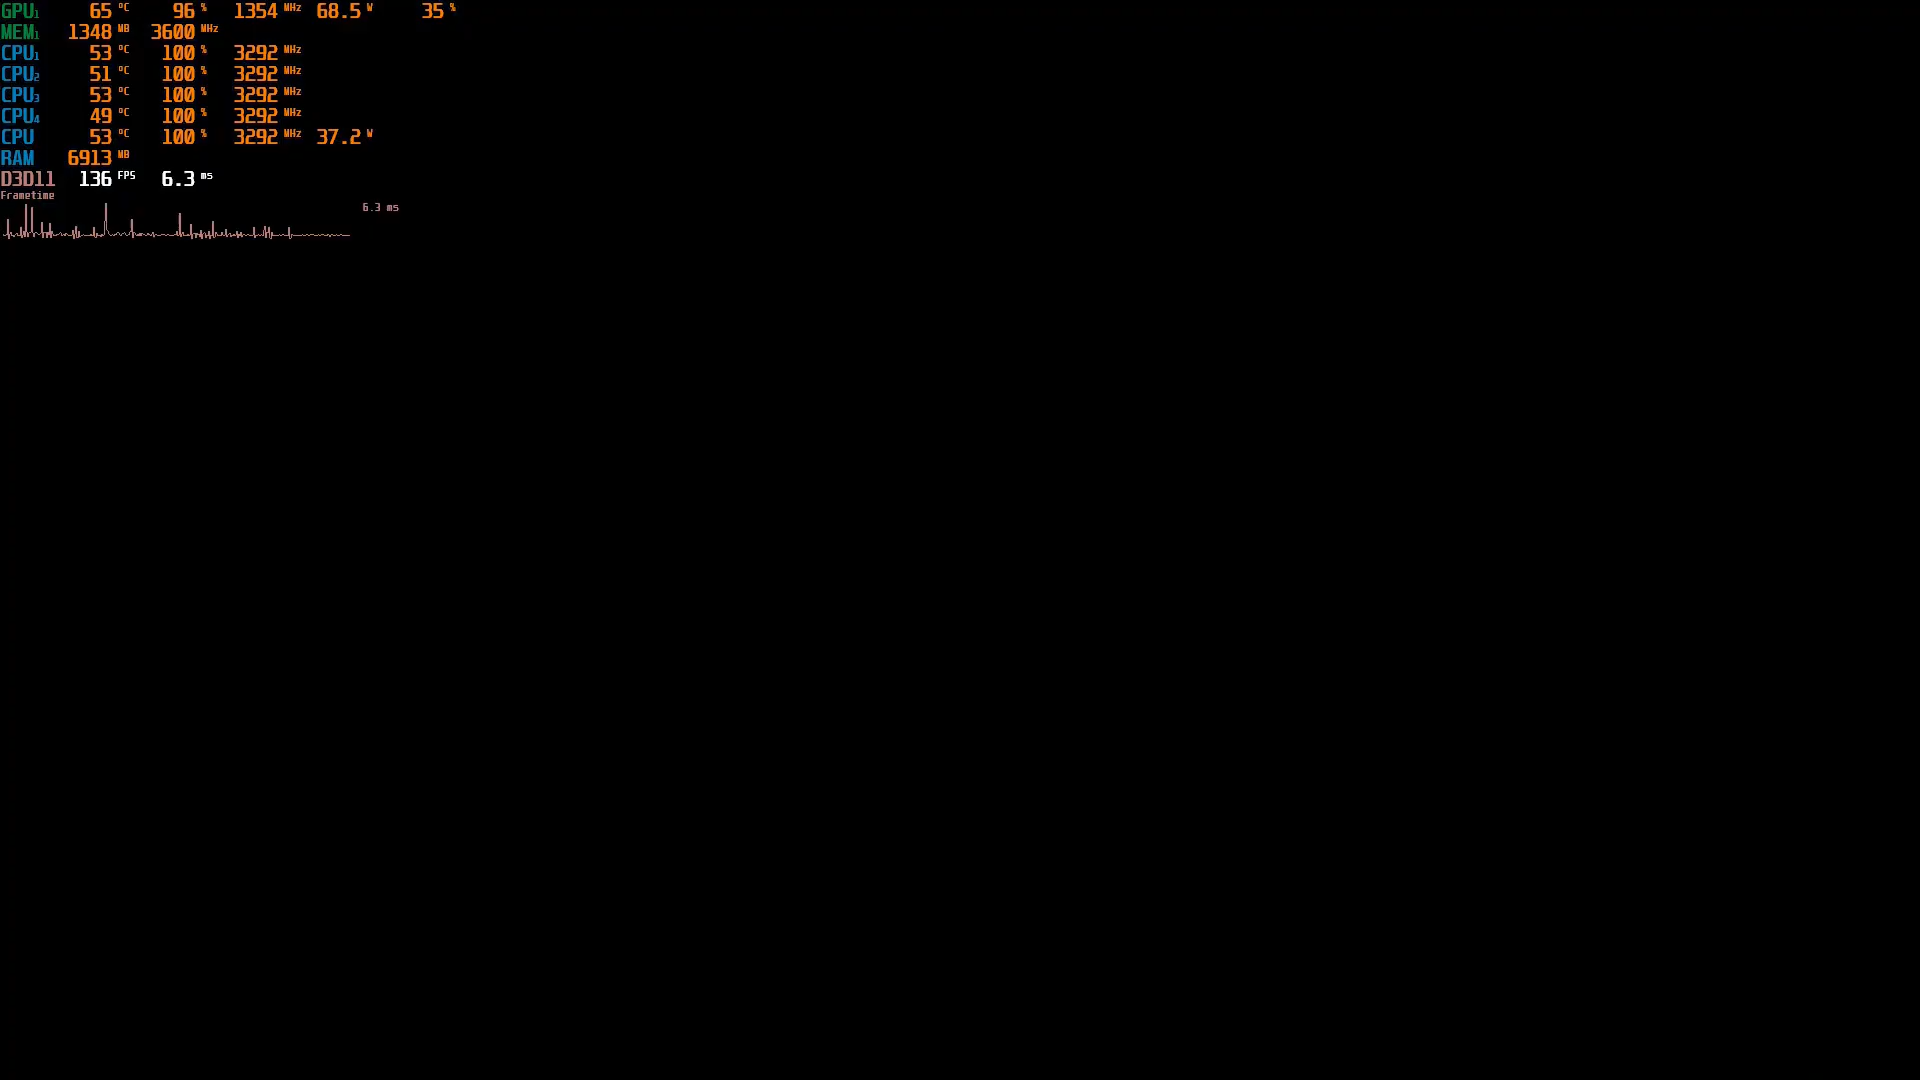 GPU1 65 °C 96 % 1354 MHz 68.5 W 35 %
MEM1 1348 MB 3600 MHz
CPU1 53 °C 100 % 3292 MHz
CPU2 51 °C 100 % 3292 MHz
CPU3 53 °C 100 % 3292 MHz
CPU4 49 °C 100 % 3292 MHz
CPU 53 °C 100 % 3292 MHz 37.2 W
RAM 6913 MB
D3D11 136 FPS 6.3 ms
Frametime
6.3 ms